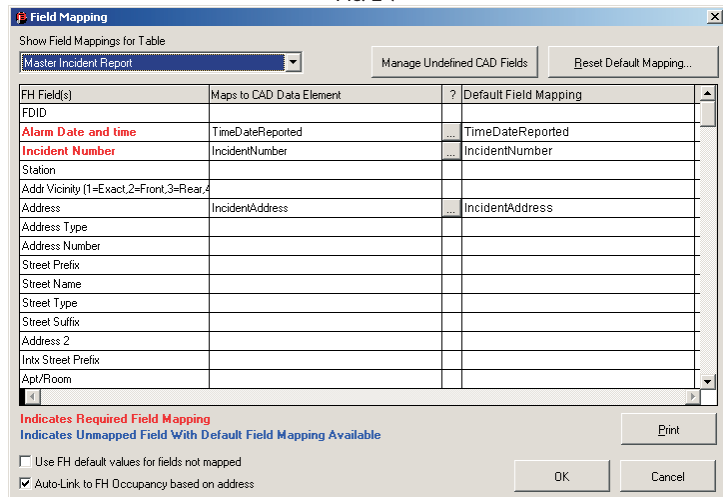 Field Mapping
Show Field Mappings for Table
Master Incident Report
Manage Undefined CAD Fields
Reset Default Mapping...
FH Field(s) Maps to CAD Data Element ? Default Field Mapping
FDID
Alarm Date and time TimeDateReported ... TimeDateReported
Incident Number IncidentNumber ... IncidentNumber
Station
Addr Vicinity (1=Exact,2=Front,3=Rear,4
Address IncidentAddress ... IncidentAddress
Address Type
Address Number
Street Prefix
Street Name
Street Type
Street Suffix
Address 2
Intx Street Prefix
Apt/Room
Indicates Required Field Mapping
Indicates Unmapped Field With Default Field Mapping Available
Print
Use FH default values for fields not mapped
Auto-Link to FH Occupancy based on address
OK
Cancel